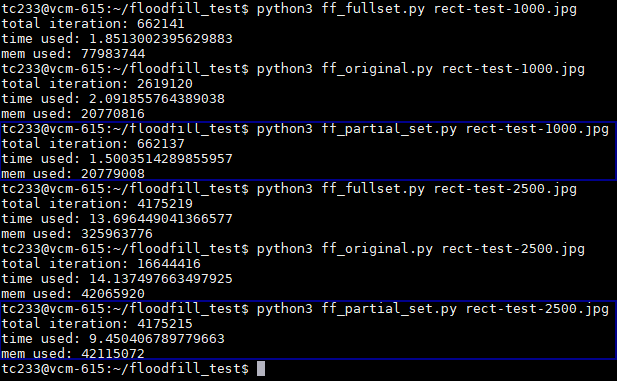 tc233@vcm-615:~/floodfill_test$ python3 ff_fullset.py rect-test-1000.jpg
total iteration: 662141
time used: 1.8513002395629883
mem used: 77983744
tc233@vcm-615:~/floodfill_test$ python3 ff_original.py rect-test-1000.jpg
total iteration: 2619120
time used: 2.091855764389038
mem used: 20770816
tc233@vcm-615:~/floodfill_test$ python3 ff_partial_set.py rect-test-1000.jpg
total iteration: 662137
time used: 1.5003514289855957
mem used: 20779008
tc233@vcm-615:~/floodfill_test$ python3 ff_fullset.py rect-test-2500.jpg
total iteration: 4175219
time used: 13.696449041366577
mem used: 325963776
tc233@vcm-615:~/floodfill_test$ python3 ff_original.py rect-test-2500.jpg
total iteration: 16644416
time used: 14.137497663497925
mem used: 42065920
tc233@vcm-615:~/floodfill_test$ python3 ff_partial_set.py rect-test-2500.jpg
total iteration: 4175215
time used: 9.450406789779663
mem used: 42115072
tc233@vcm-615:~/floodfill_test$